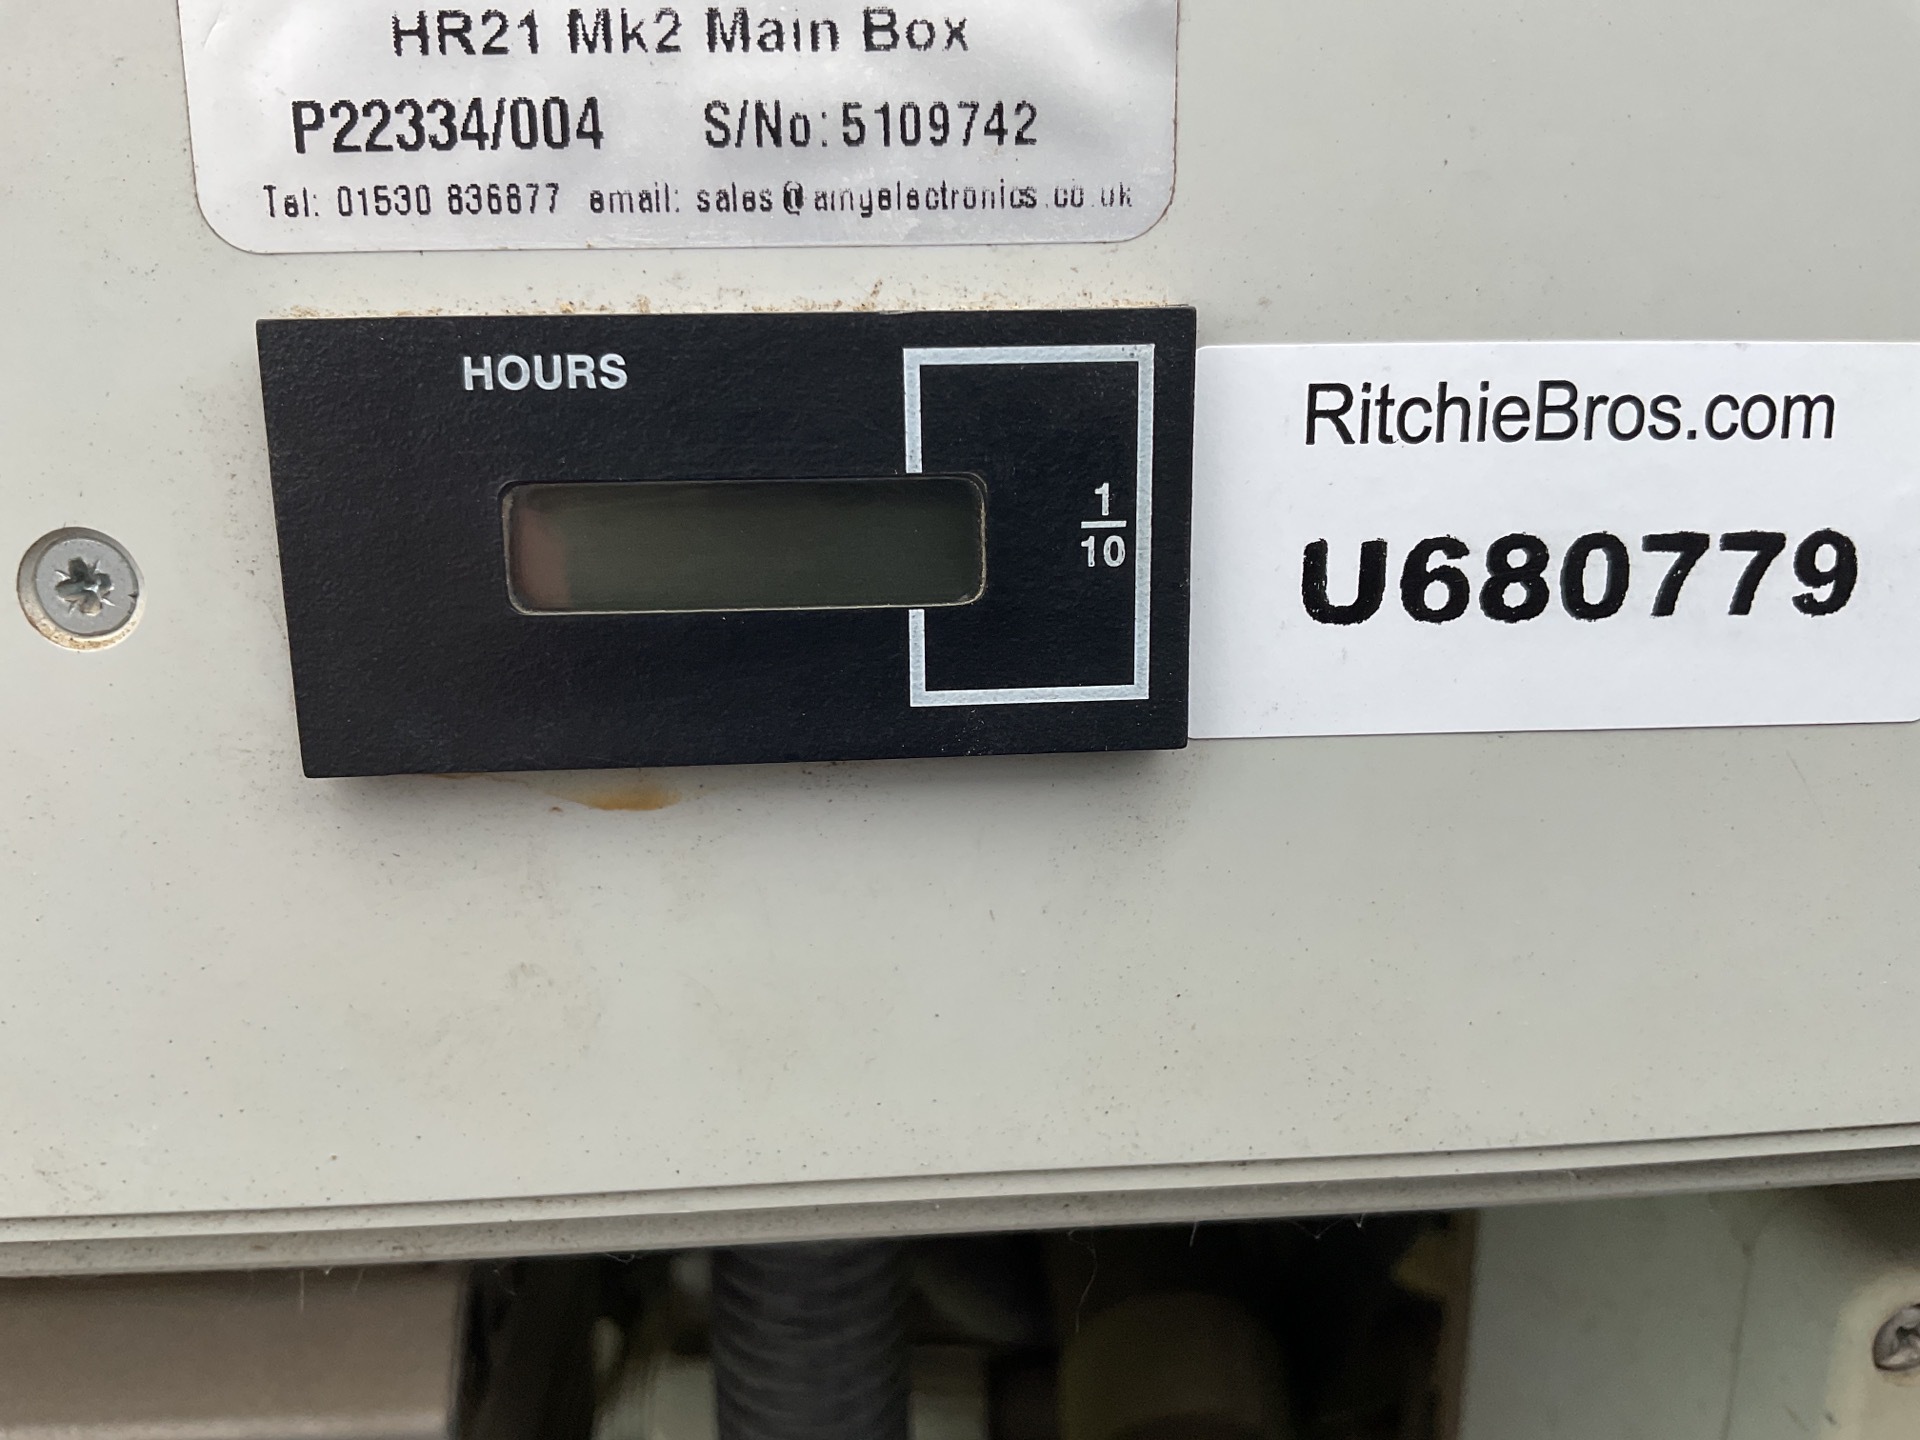 HR21 Mk2 Main Box
P22334/004 S/No: 5109742
Tel: 01530 836877 email: sales@amyelectronics.co.uk
HOURS
1
10
RitchieBros.com
U680779